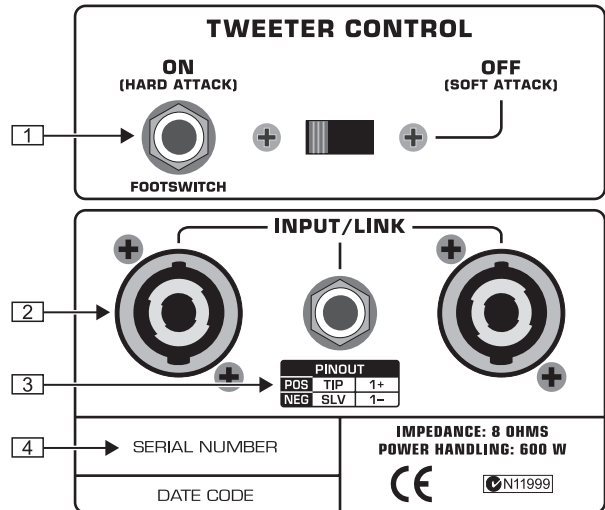 TWEETER CONTROL
ON
(HARD ATTACK)
OFF
(SOFT ATTACK)
1
FOOTSWITCH
INPUT/LINK
2
3
PINOUT
POS TIP 1+
NEG SLV 1-
4
SERIAL NUMBER
DATE CODE
IMPEDANCE: 8 OHMS
POWER HANDLING: 600 W
CE
N11999